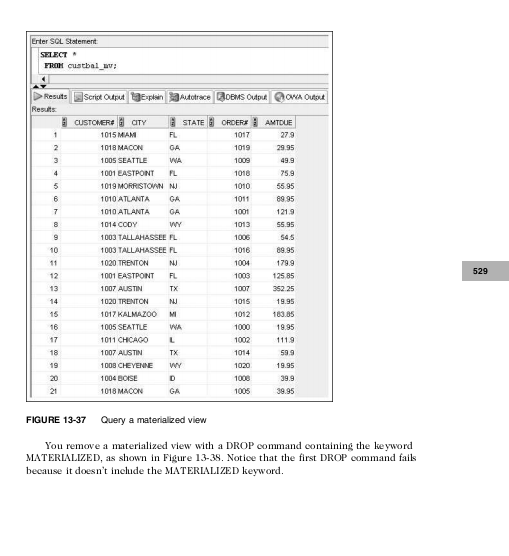 Enter SQL Statement:
SELECT *
FROM custbal_mv;
Results Script Output Explain Autotrace DBMS Output OWA Output
Results:
CUSTOMER# CITY STATE ORDER# AMTDUE
1 1015 MIAMI FL 1017 27.9
2 1018 MACON GA 1019 29.95
3 1005 SEATTLE WA 1009 49.9
4 1001 EASTPOINT FL 1018 75.9
5 1019 MORRISTOWN NJ 1010 55.95
6 1010 ATLANTA GA 1011 89.95
7 1010 ATLANTA GA 1001 121.9
8 1014 CODY WY 1013 55.95
9 1003 TALLAHASSEE FL 1006 54.5
10 1003 TALLAHASSEE FL 1016 89.95
11 1020 TRENTON NJ 1004 179.9
12 1001 EASTPOINT FL 1003 125.85
13 1007 AUSTIN TX 1007 352.25
14 1020 TRENTON NJ 1015 19.95
15 1017 KALMAZOO MI 1012 183.85
16 1005 SEATTLE WA 1000 19.95
17 1011 CHICAGO IL 1002 111.9
18 1007 AUSTIN TX 1014 59.9
19 1008 CHEYENNE WY 1020 19.95
20 1004 BOISE ID 1008 39.9
21 1018 MACON GA 1005 39.95
529
FIGURE 13-37 Query a materialized view
You remove a materialized view with a DROP command containing the keyword
MATERIALIZED, as shown in Figure 13-38. Notice that the first DROP command fails
because it doesn't include the MATERIALIZED keyword.